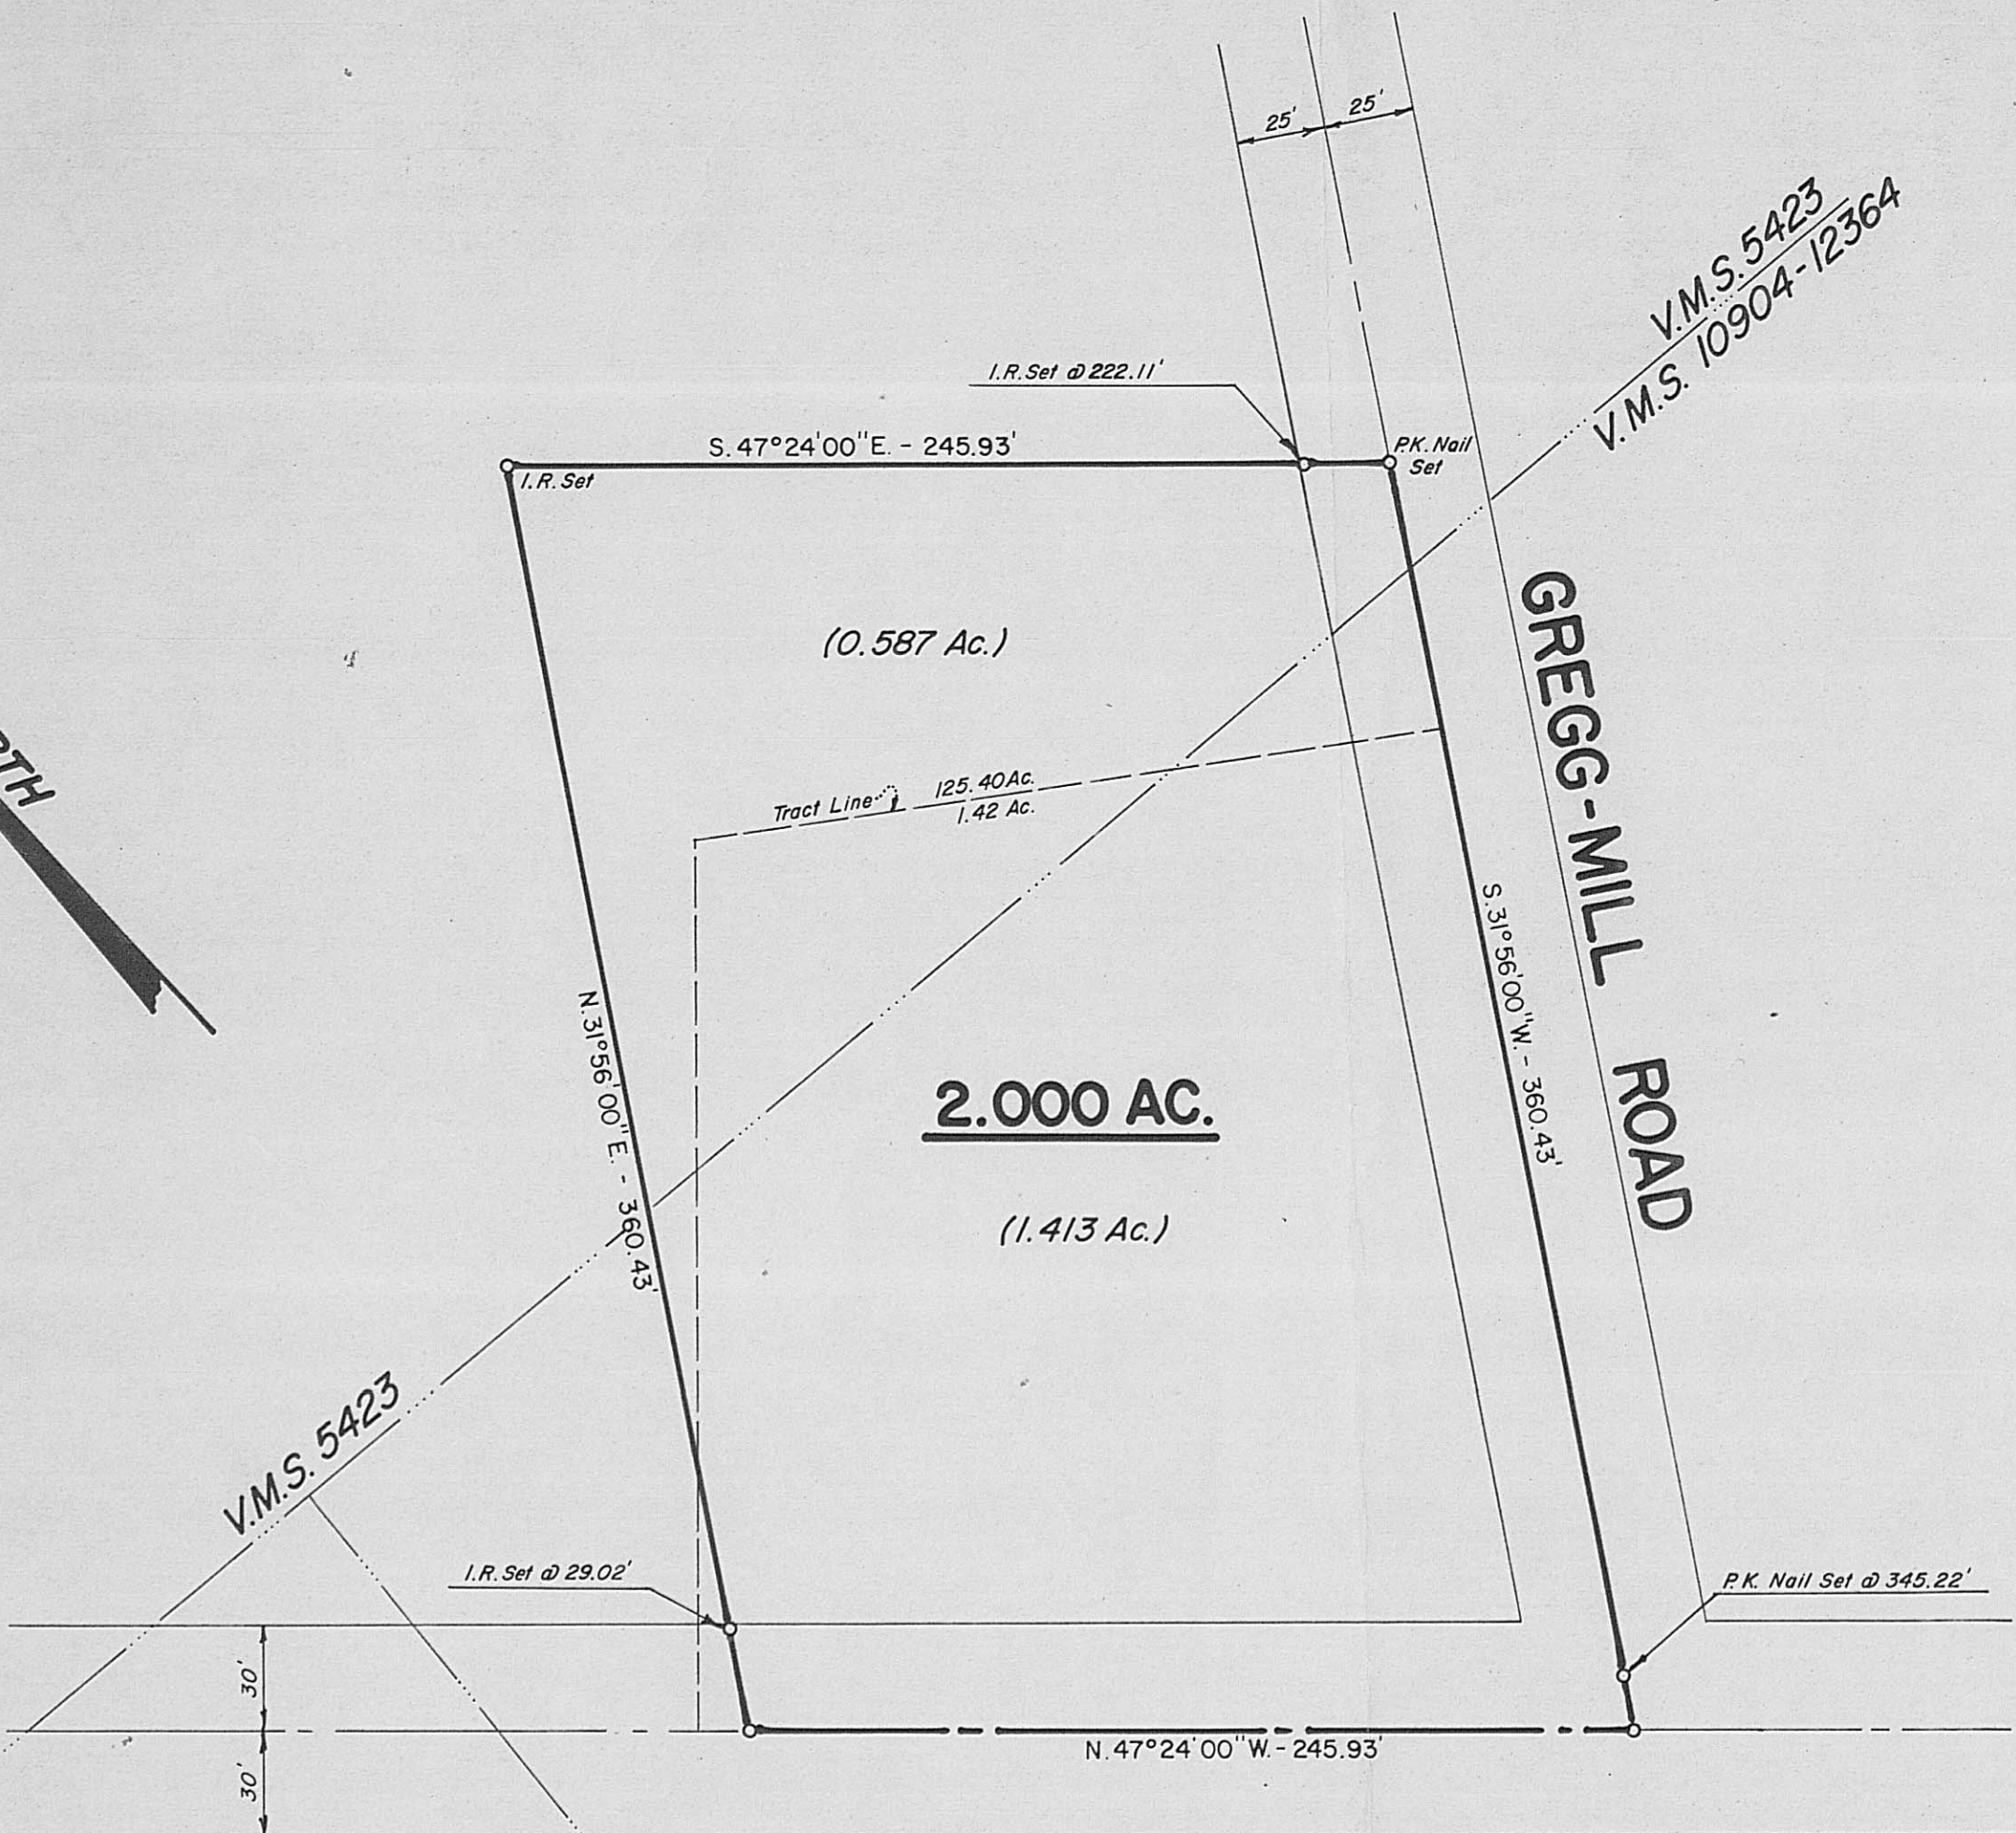 25' 25'
V.M.S. 5423
V.M.S. 10904-12364
I.R. Set @ 222.11'
S. 47°24'00"E. - 245.93'
P.K. Nail
Set
I.R. Set
(0.587 Ac.)
GREGG-MILL ROAD
Tract Line
125.40 Ac.
1.42 Ac.
S. 31°56'00"W. - 360.43'
N. 31°56'00"E. - 360.43'
2.000 AC.
(1.413 Ac.)
V.M.S. 5423
I.R. Set @ 29.02'
P.K. Nail Set @ 345.22'
30'
N. 47°24'00"W. - 245.93'
30'